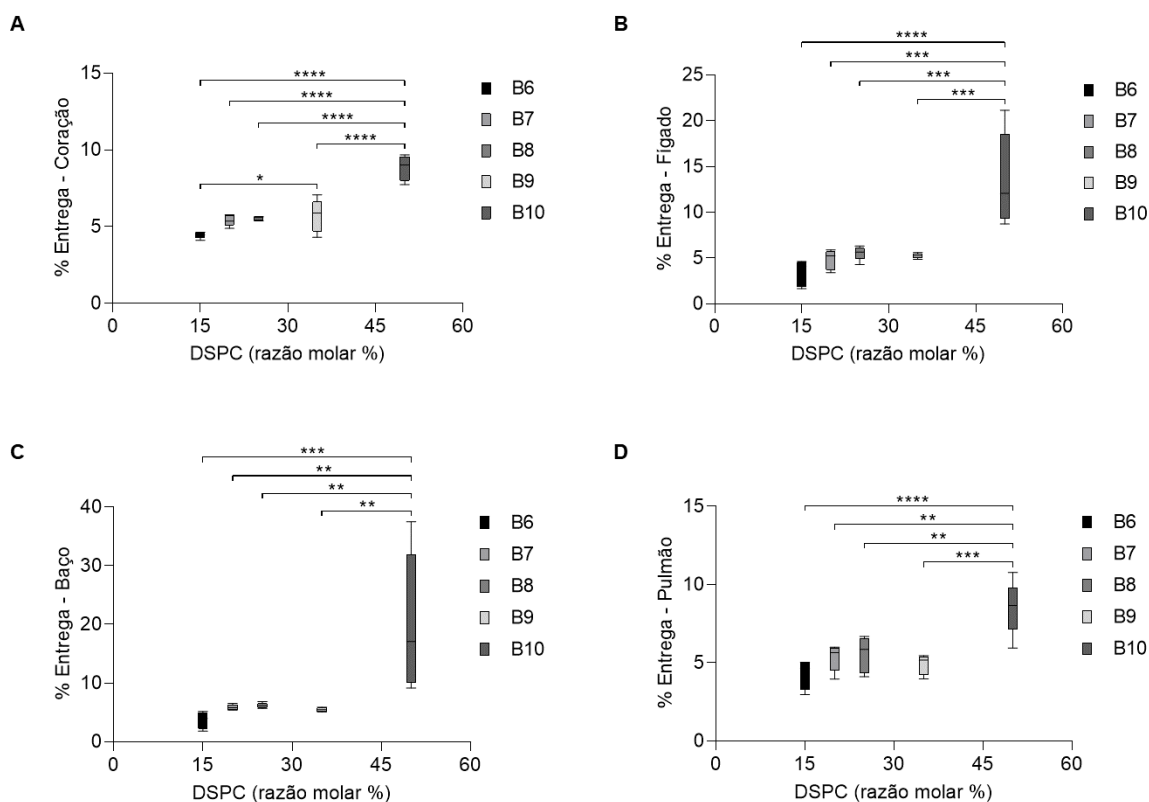 A
****
****
****
****
*
15
10
5
0
% Entrega - Coração
0
15
30
45
60
DSPC (razão molar %)
B6
B7
B8
B9
B10
B
****
***
***
***
25
20
15
10
5
0
% Entrega - Fígado
0
15
30
45
60
DSPC (razão molar %)
B6
B7
B8
B9
B10
C
***
**
**
**
40
30
20
10
0
% Entrega - Baço
0
15
30
45
60
DSPC (razão molar %)
B6
B7
B8
B9
B10
D
****
**
**
***
15
10
5
0
% Entrega - Pulmão
0
15
30
45
60
DSPC (razão molar %)
B6
B7
B8
B9
B10